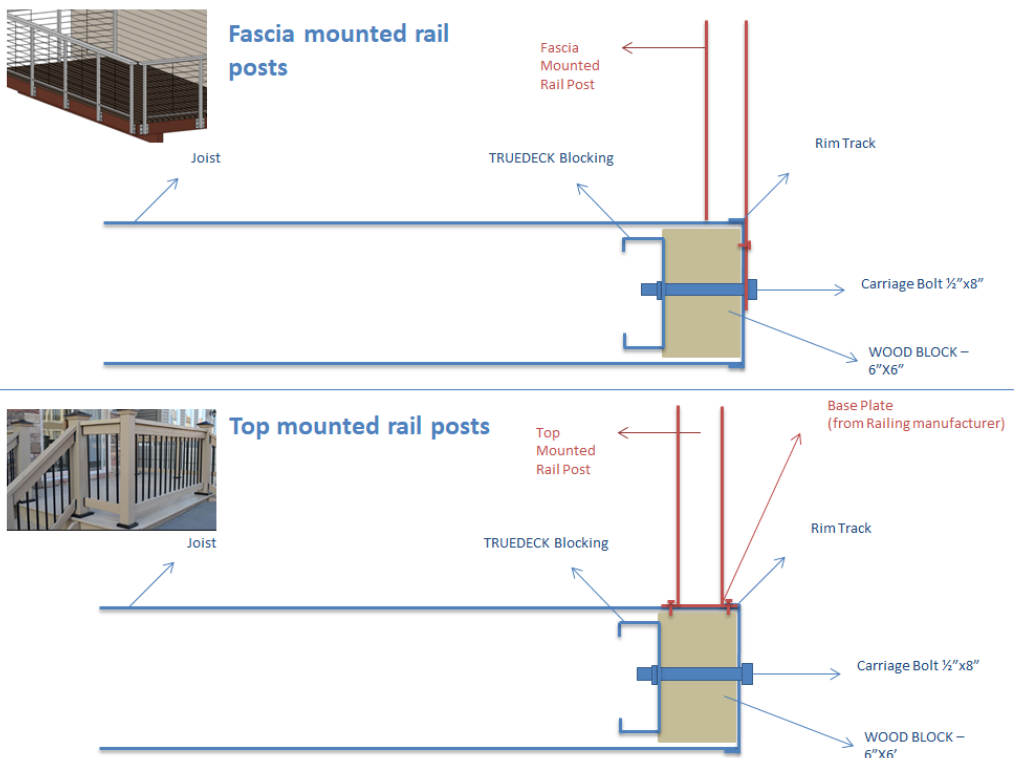 Fascia mounted rail
posts
Fascia
Mounted
Rail Post
Joist
TRUEDECK Blocking
Rim Track
Carriage Bolt ½”x8”
WOOD BLOCK –
6”X6”
Top mounted rail posts
Top
Mounted
Rail Post
Base Plate
(from Railing manufacturer)
Joist
TRUEDECK Blocking
Rim Track
Carriage Bolt ½”x8”
WOOD BLOCK –
6”X6’